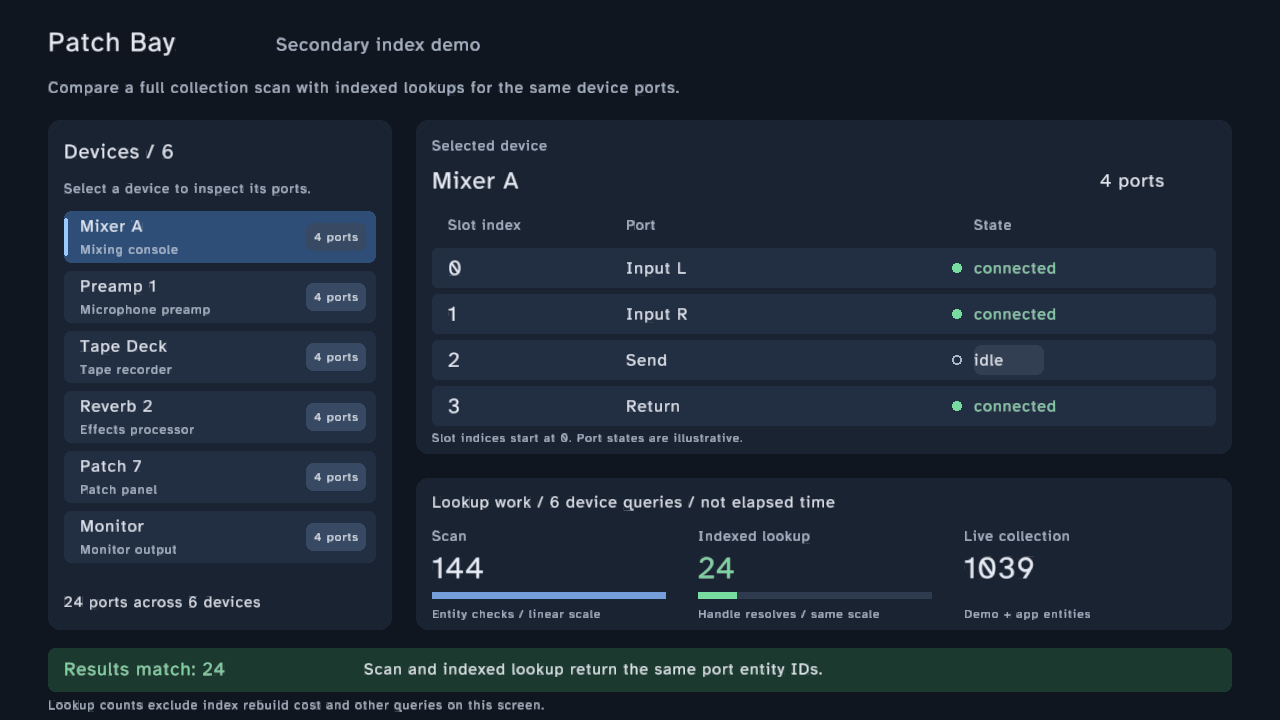 Patch Bay
Secondary index demo
Compare a full collection scan with indexed lookups for the same device ports.
Devices / 6
Select a device to inspect its ports.
Mixer A
Mixing console
4 ports
Preamp 1
Microphone preamp
4 ports
Tape Deck
Tape recorder
4 ports
Reverb 2
Effects processor
4 ports
Patch 7
Patch panel
4 ports
Monitor
Monitor output
4 ports
24 ports across 6 devices
Selected device
Mixer A
4 ports
Slot index Port State
0 Input L connected
1 Input R connected
2 Send idle
3 Return connected
Slot indices start at 0. Port states are illustrative.
Lookup work / 6 device queries / not elapsed time
Scan
144
Entity checks / linear scale
Indexed lookup
24
Handle resolves / same scale
Live collection
1039
Demo + app entities
Results match: 24
Scan and indexed lookup return the same port entity IDs.
Lookup counts exclude index rebuild cost and other queries on this screen.